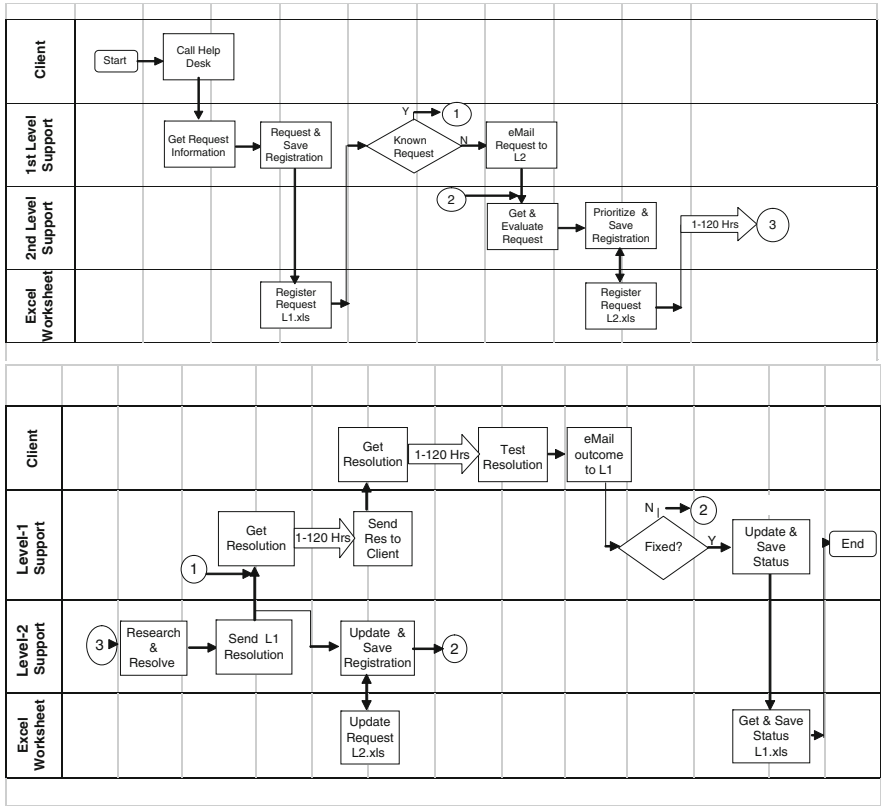 Client
Start
Call Help
Desk
1st Level
Support
Get Request
Information
Request &
Save
Registration
Y
1
Known
Request
N
eMail
Request to
L2
2nd Level
Support
2
Get &
Evaluate
Request
Prioritize &
Save
Registration
1-120 Hrs
3
Excel
Worksheet
Register
Request
L1.xls
Register
Request
L2.xls
Client
Get
Resolution
1-120 Hrs
Test
Resolution
eMail
outcome
to L1
Level-1
Support
Get
Resolution
1-120 Hrs
Send
Res to
Client
1
N
2
Fixed?
Y
Update &
Save
Status
End
Level-2
Support
3
Research
&
Resolve
Send L1
Resolution
Update &
Save
Registration
2
Excel
Worksheet
Update
Request
L2.xls
Get & Save
Status
L1.xls